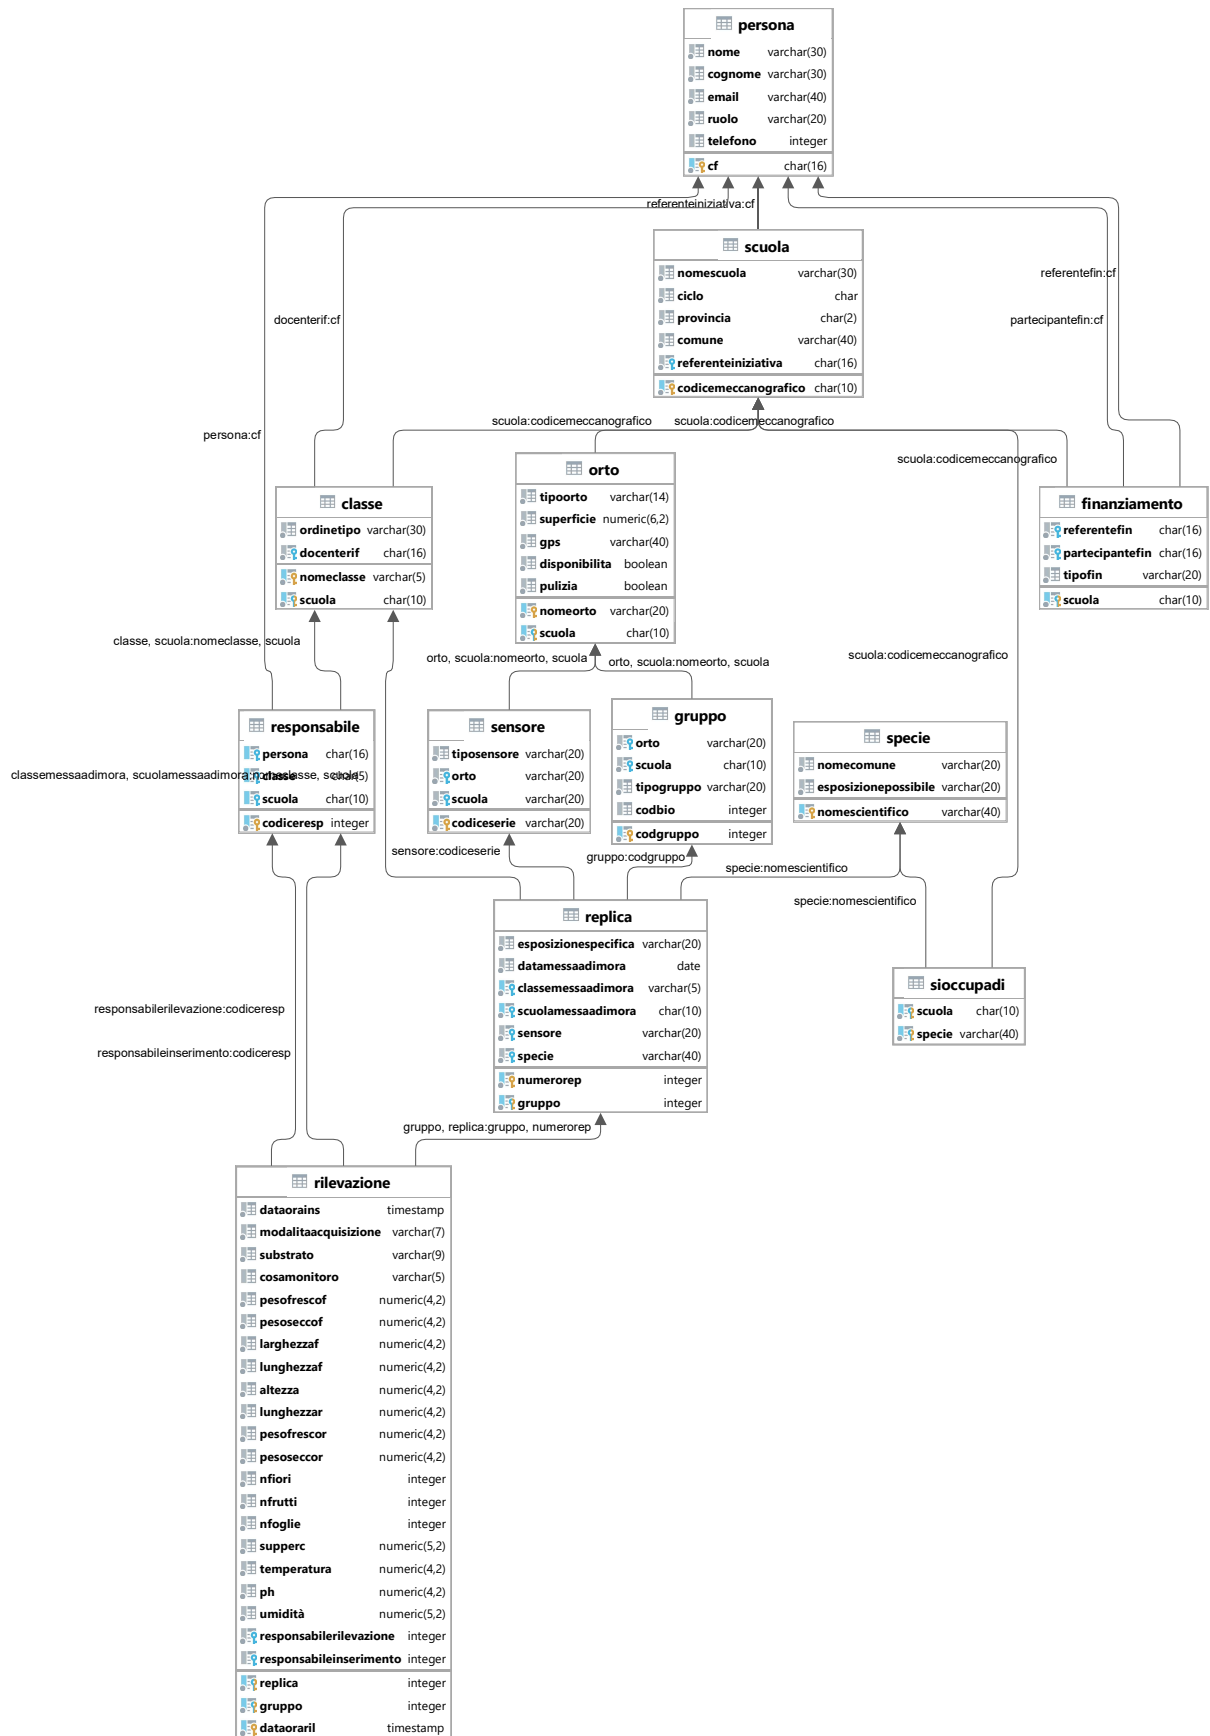 persona
nome varchar(30)
cognome varchar(30)
email varchar(40)
ruolo varchar(20)
telefono integer
cf char(16)
referenteiniziativa:cf
scuola
nomescuola varchar(30)
ciclo char
provincia char(2)
comune varchar(40)
referenteiniziativa char(16)
codicemeccanografico char(10)
referentefin:cf
docenterif:cf
partecipantefin:cf
persona:cf
scuola:codicemeccanografico
scuola:codicemeccanografico
scuola:codicemeccanografico
classe
ordinetipo varchar(30)
docenterif char(16)
nomeclasse varchar(5)
scuola char(10)
orto
tipoorto varchar(14)
superficie numeric(6,2)
gps varchar(40)
disponibilita boolean
pulizia boolean
nomeorto varchar(20)
scuola char(10)
finanziamento
referentefin char(16)
partecipantefin char(16)
tipofin varchar(20)
scuola char(10)
classe, scuola:nomeclasse, scuola
orto, scuola:nomeorto, scuola
orto, scuola:nomeorto, scuola
scuola:codicemeccanografico
responsabile
persona char(16)
classe char(5)
scuola char(10)
codiceresp integer
classemessaadimora, scuolamessaadimora:nomeclasse, scuola
sensore
tiposensore varchar(20)
orto varchar(20)
scuola varchar(20)
codiceserie varchar(20)
gruppo
orto varchar(20)
scuola char(10)
tipogruppo varchar(20)
codbio integer
codgruppo integer
specie
nomecomune varchar(20)
esposizionepossibile varchar(20)
nomescientifico varchar(40)
sensore:codiceserie
gruppo:codgruppo
specie:nomescientifico
specie:nomescientifico
replica
esposizionespecifica varchar(20)
datamessaadimora date
classemessaadimora varchar(5)
scuolamessaadimora char(10)
sensore varchar(20)
specie varchar(40)
numerorep integer
gruppo integer
sioccupadi
scuola char(10)
specie varchar(40)
responsabilerilevazione:codiceresp
responsabileinserimento:codiceresp
gruppo, replica:gruppo, numerorep
rilevazione
dataorains timestamp
modalitaacquisizione varchar(7)
substrato varchar(9)
cosamonitoro varchar(5)
pesofrescof numeric(4,2)
pesoseccof numeric(4,2)
larghezzaf numeric(4,2)
lunghezzaf numeric(4,2)
altezza numeric(4,2)
lunghezzar numeric(4,2)
pesofrescor numeric(4,2)
pesoseccor numeric(4,2)
nfiori integer
nfrutti integer
nfoglie integer
supperc numeric(5,2)
temperatura numeric(4,2)
ph numeric(4,2)
umidità numeric(5,2)
responsabilerilevazione integer
responsabileinserimento integer
replica integer
gruppo integer
dataoraril timestamp